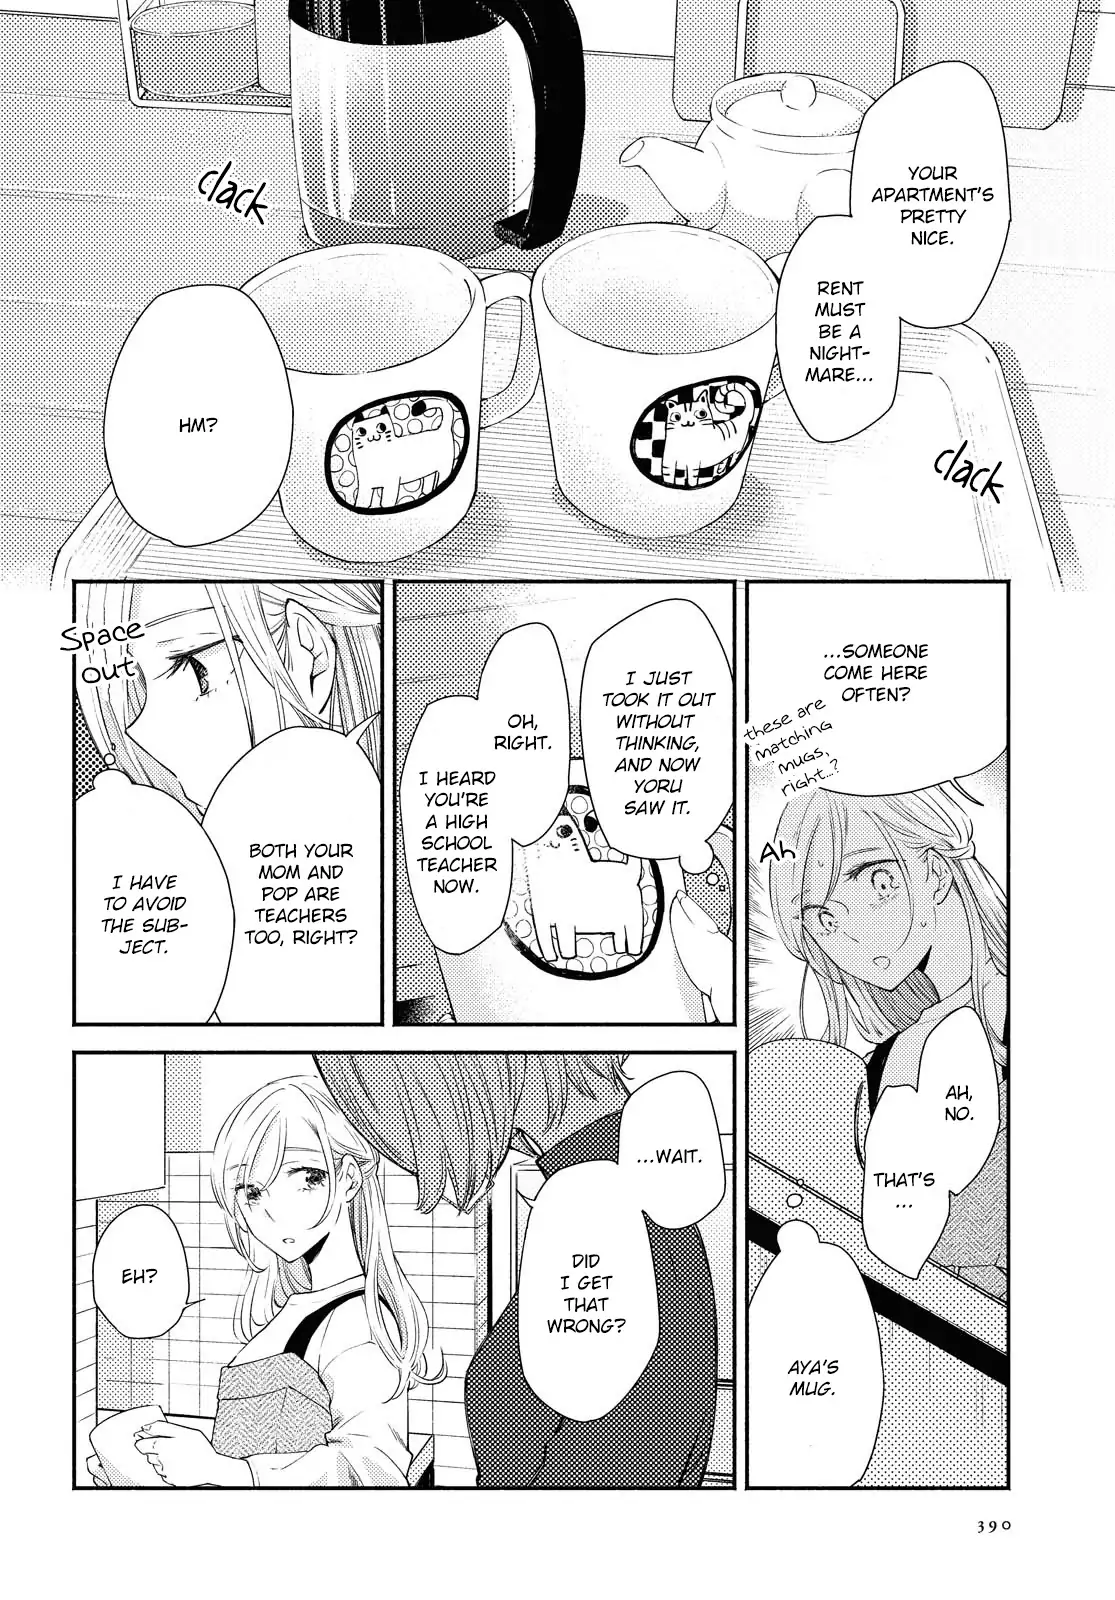 YOUR
APARTMENT'S
PRETTY
NICE.
RENT
MUST
BE A
NIGHT-
MARE...
clack
clack
HM?
...SOMEONE
COME HERE
OFTEN?
these are
matching
mugs,
right...?
Ah
AH,
NO.
THAT'S
...
AYA'S
MUG.
I JUST
TOOK IT OUT
WITHOUT
THINKING,
AND NOW
YORU
SAW IT.
OH,
RIGHT.
I HEARD
YOU'RE
A HIGH
SCHOOL
TEACHER
NOW.
Space
out
BOTH YOUR
MOM AND
POP ARE
TEACHERS
TOO, RIGHT?
I HAVE
TO AVOID
THE SUB-
JECT.
...WAIT.
DID
I GET
THAT
WRONG?
EH?
390